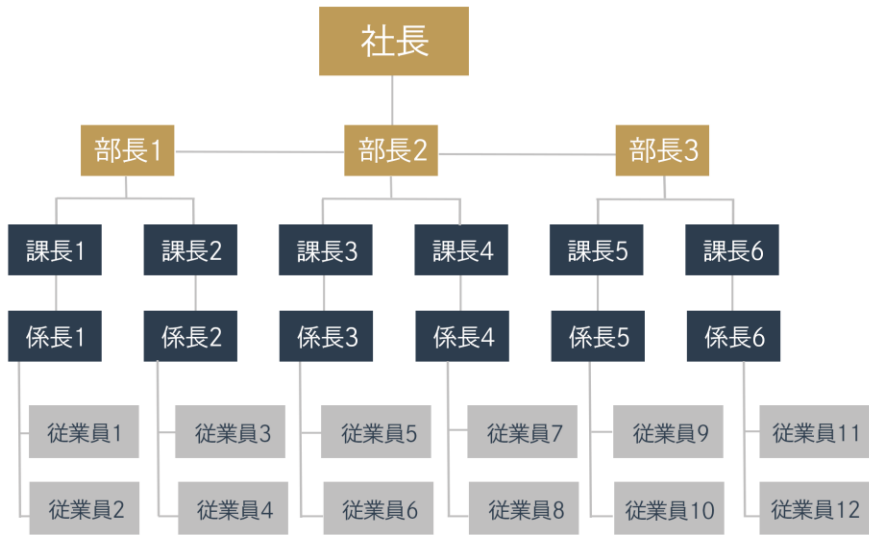 社長
部長1
部長2
部長3
課長1
課長2
課長3
課長4
課長5
課長6
係長1
係長2
係長3
係長4
係長5
係長6
従業員1
従業員3
従業員5
従業員7
従業員9
従業員11
従業員2
従業員4
従業員6
従業員8
従業員10
従業員12